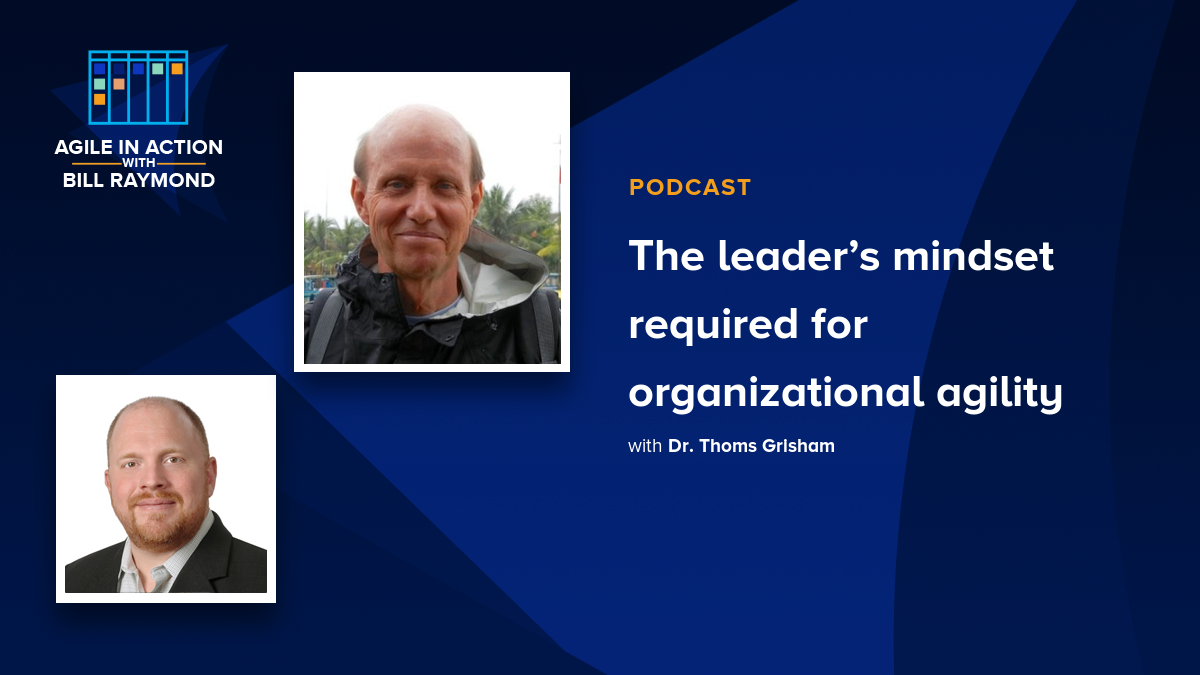 AGILE IN ACTION
WITH
BILL RAYMOND
PODCAST
The leader’s mindset
required for
organizational agility
with Dr. Thoms Grisham